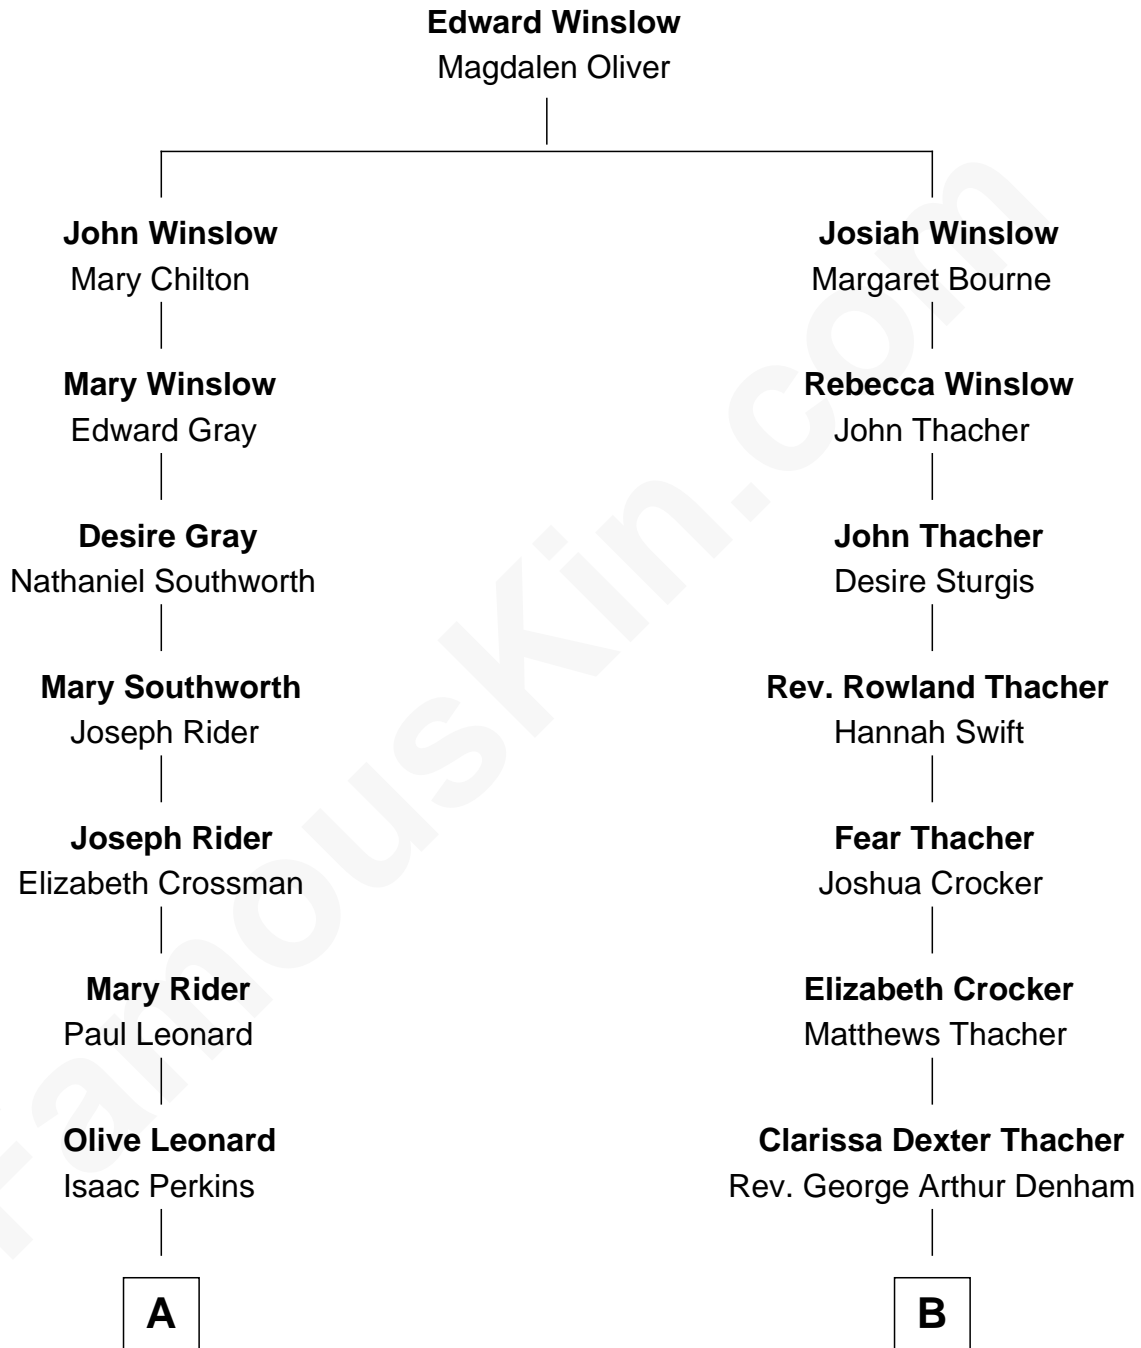 Edward Winslow
Magdalen Oliver
John Winslow
Mary Chilton
Josiah Winslow
Margaret Bourne
Mary Winslow
Edward Gray
Rebecca Winslow
John Thacher
Desire Gray
Nathaniel Southworth
John Thacher
Desire Sturgis
Mary Southworth
Joseph Rider
Rev. Rowland Thacher
Hannah Swift
Joseph Rider
Elizabeth Crossman
Fear Thacher
Joshua Crocker
Mary Rider
Paul Leonard
Elizabeth Crocker
Matthews Thacher
Olive Leonard
Isaac Perkins
Clarissa Dexter Thacher
Rev. George Arthur Denham
A
B
FamousKin.com